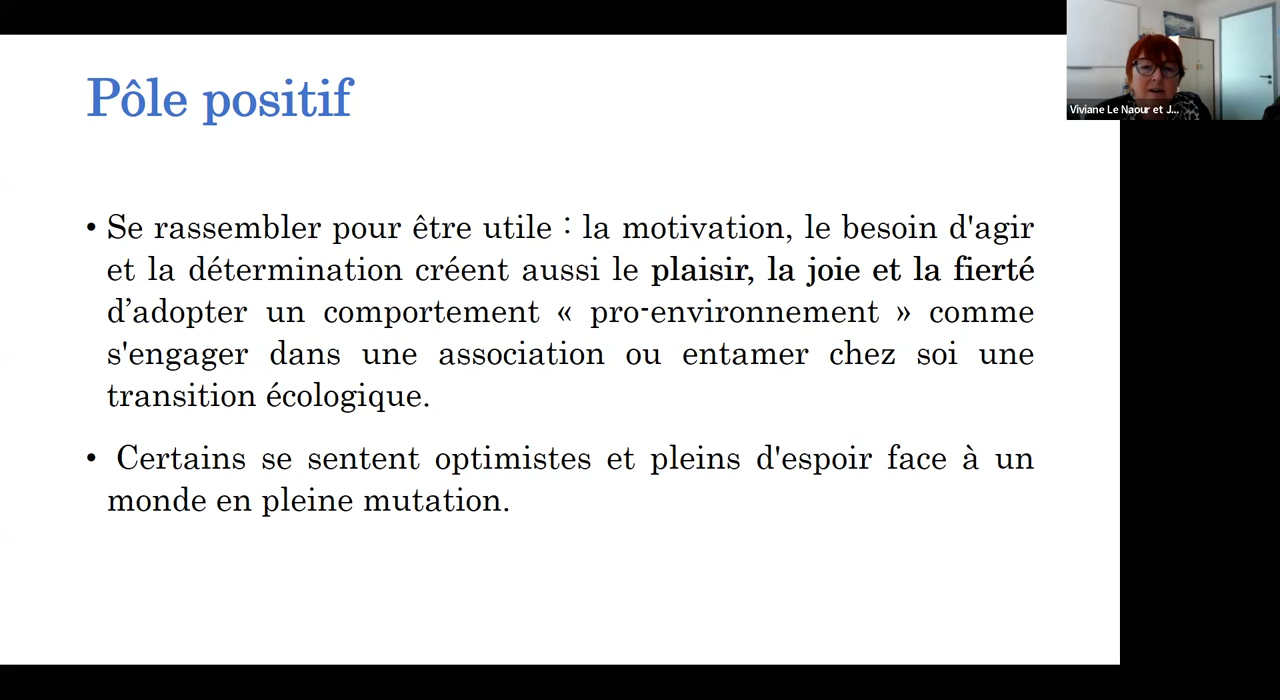 Pôle positif
Viviane Le Naour et J...
• Se rassembler pour être utile : la motivation, le besoin d'agir
et la détermination créent aussi le plaisir, la joie et la fierté
d’adopter un comportement « pro-environnement » comme
s'engager dans une association ou entamer chez soi une
transition écologique.
• Certains se sentent optimistes et pleins d'espoir face à un
monde en pleine mutation.